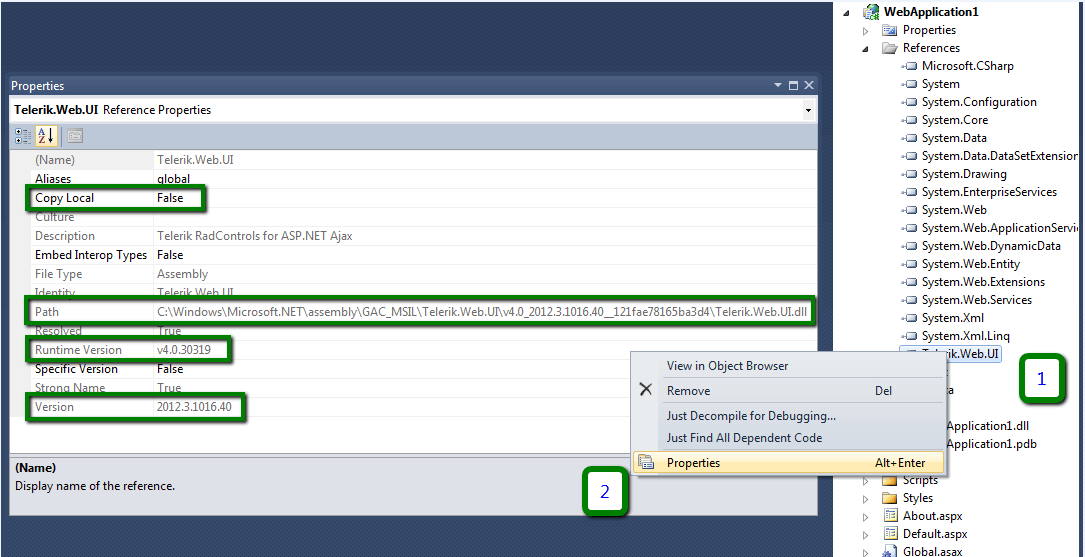 Properties
Telerik.Web.UI Reference Properties
A
Z
(Name) Telerik.Web.UI
Aliases global
Copy Local False
Culture
Description Telerik RadControls for ASP.NET Ajax
Embed Interop Types False
File Type Assembly
Identity Telerik.Web.UI
Path C:\Windows\Microsoft.NET\assembly\GAC_MSIL\Telerik.Web.UI\v4.0_2012.3.1016.40__121fae78165ba3d4\Telerik.Web.UI.dll
Resolved True
Runtime Version v4.0.30319
Specific Version False
Strong Name True
Version 2012.3.1016.40
(Name)
Display name of the reference.
2
View in Object Browser
Remove Del
Just Decompile for Debugging...
Just Find All Dependent Code
Properties Alt+Enter
1
WebApplication1
Properties
References
Microsoft.CSharp
System
System.Configuration
System.Core
System.Data
System.Data.DataSetExtension
System.Drawing
System.EnterpriseServices
System.Web
System.Web.ApplicationServi
System.Web.DynamicData
System.Web.Entity
System.Web.Extensions
System.Web.Services
System.Xml
System.Xml.Linq
Telerik.Web.UI
Application1.dll
Application1.pdb
Scripts
Styles
About.aspx
Default.aspx
Global.asax